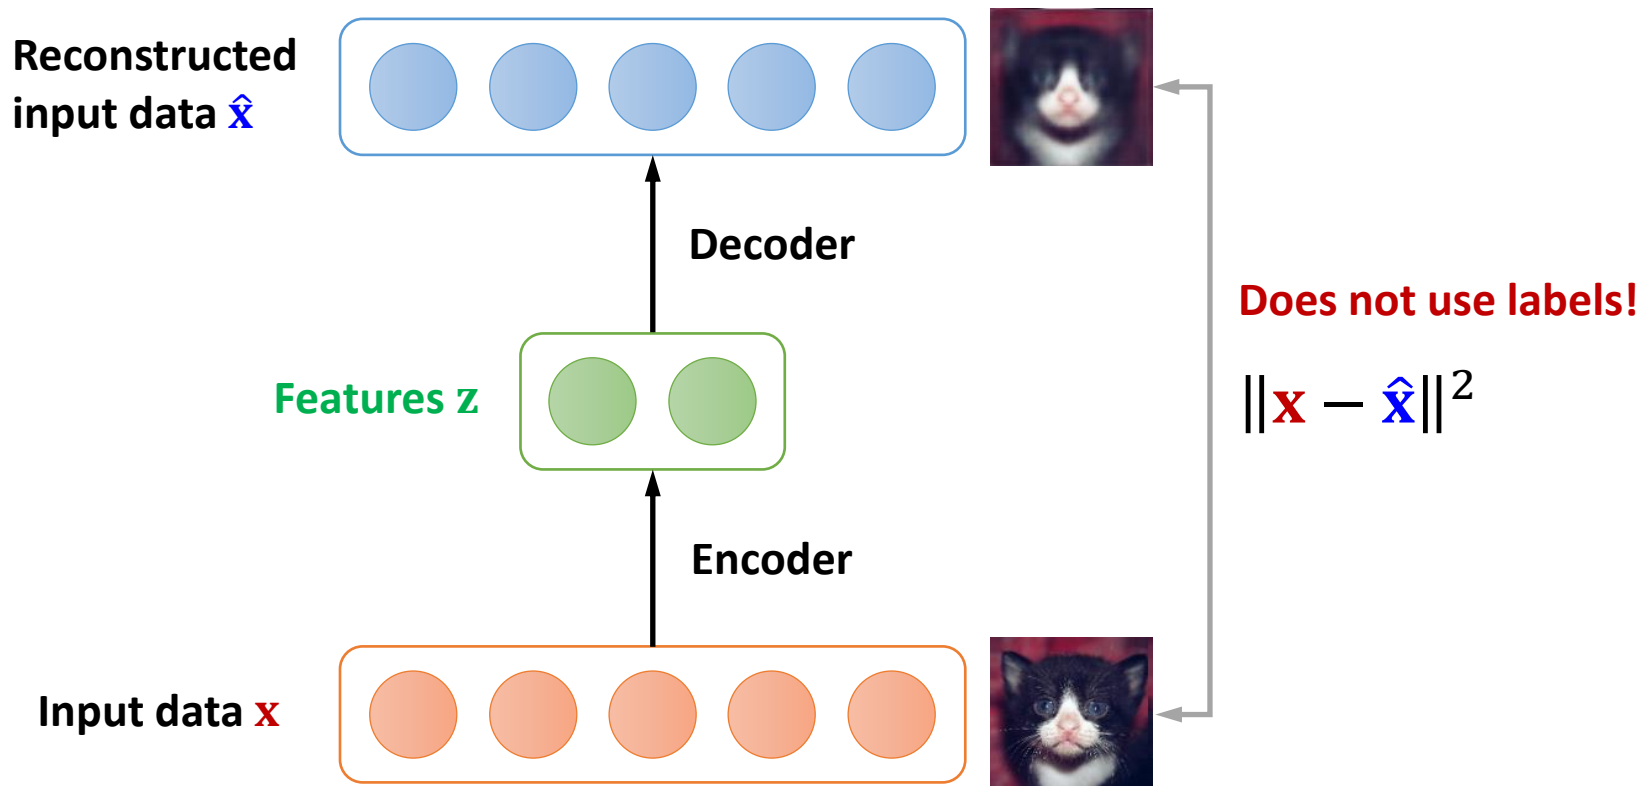 Reconstructed
input data x̂
Decoder
Does not use labels!
Features z
‖x − x̂‖²
Encoder
Input data x